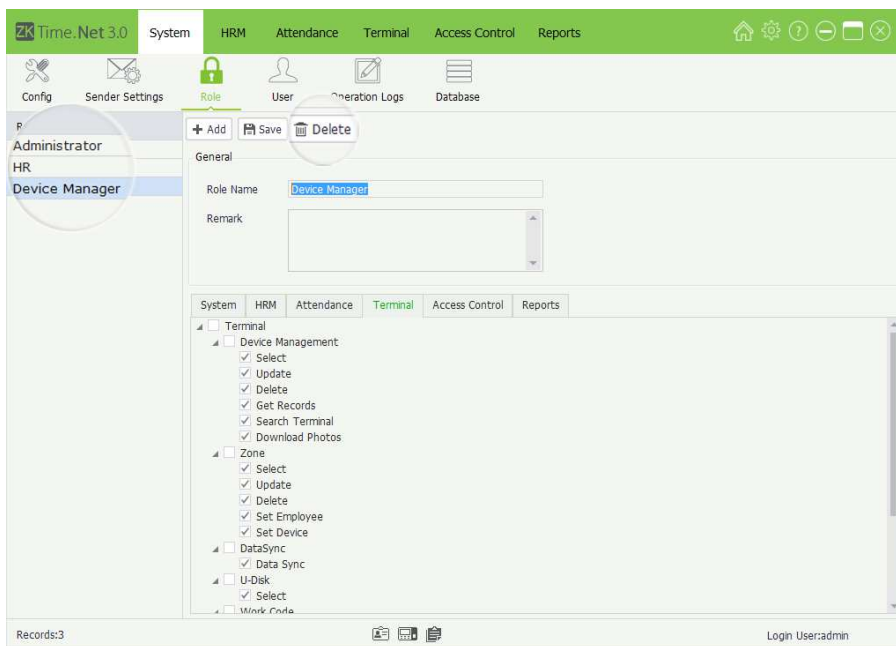 ZK Time.Net 3.0 System HRM Attendance Terminal Access Control Reports
Config Sender Settings Role User Operation Logs Database
Administrator
HR
Device Manager
Add Save Delete
General
Role Name Device Manager
Remark
System HRM Attendance Terminal Access Control Reports
Terminal
Device Management
Select
Update
Delete
Get Records
Search Terminal
Download Photos
Zone
Select
Update
Delete
Set Employee
Set Device
DataSync
Data Sync
U-Disk
Select
Work Code
Records:3 Login User:admin